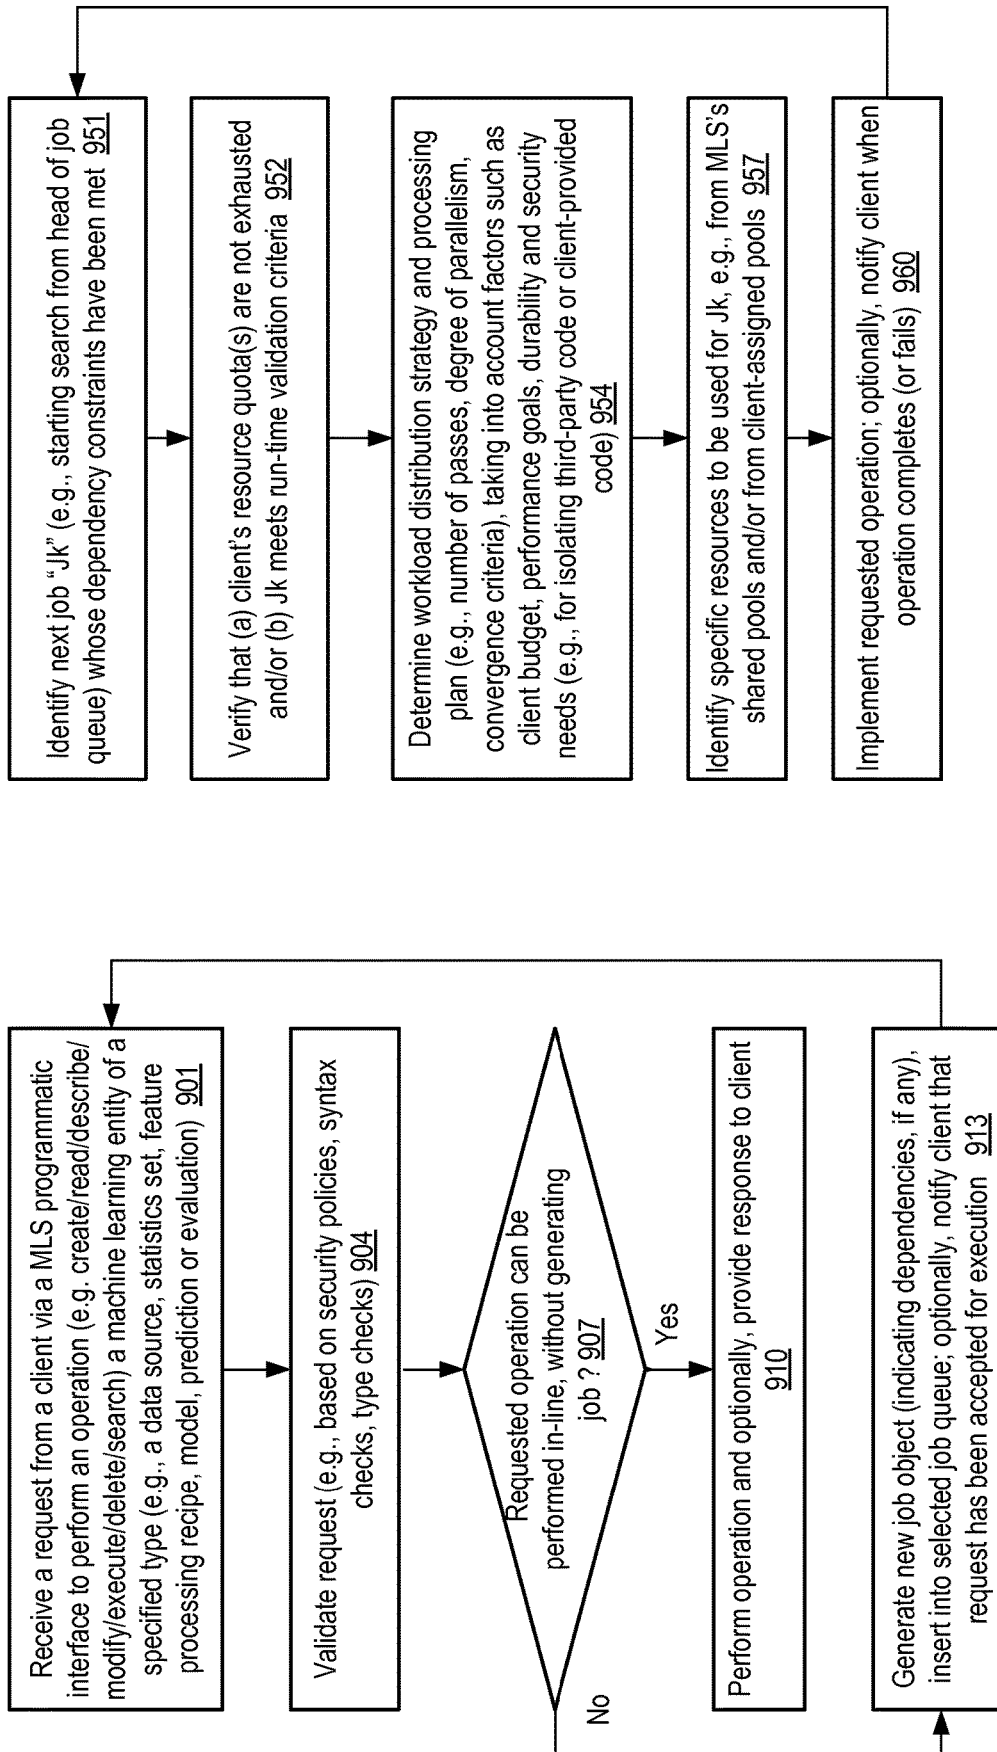 Receive a request from a client via a MLS programmatic
interface to perform an operation (e.g. create/read/describe/
modify/execute/delete/search) a machine learning entity of a
specified type (e.g., a data source, statistics set, feature
processing recipe, model, prediction or evaluation) 901
Validate request (e.g., based on security policies, syntax
checks, type checks) 904
Requested operation can be
performed in-line, without generating
job ? 907
No
Yes
Perform operation and optionally, provide response to client
910
Generate new job object (indicating dependencies, if any),
insert into selected job queue; optionally, notify client that
request has been accepted for execution 913
Identify next job “Jk” (e.g., starting search from head of job
queue) whose dependency constraints have been met 951
Verify that (a) client’s resource quota(s) are not exhausted
and/or (b) Jk meets run-time validation criteria 952
Determine workload distribution strategy and processing
plan (e.g., number of passes, degree of parallelism,
convergence criteria), taking into account factors such as
client budget, performance goals, durability and security
needs (e.g., for isolating third-party code or client-provided
code) 954
Identify specific resources to be used for Jk, e.g., from MLS’s
shared pools and/or from client-assigned pools 957
Implement requested operation; optionally, notify client when
operation completes (or fails) 960